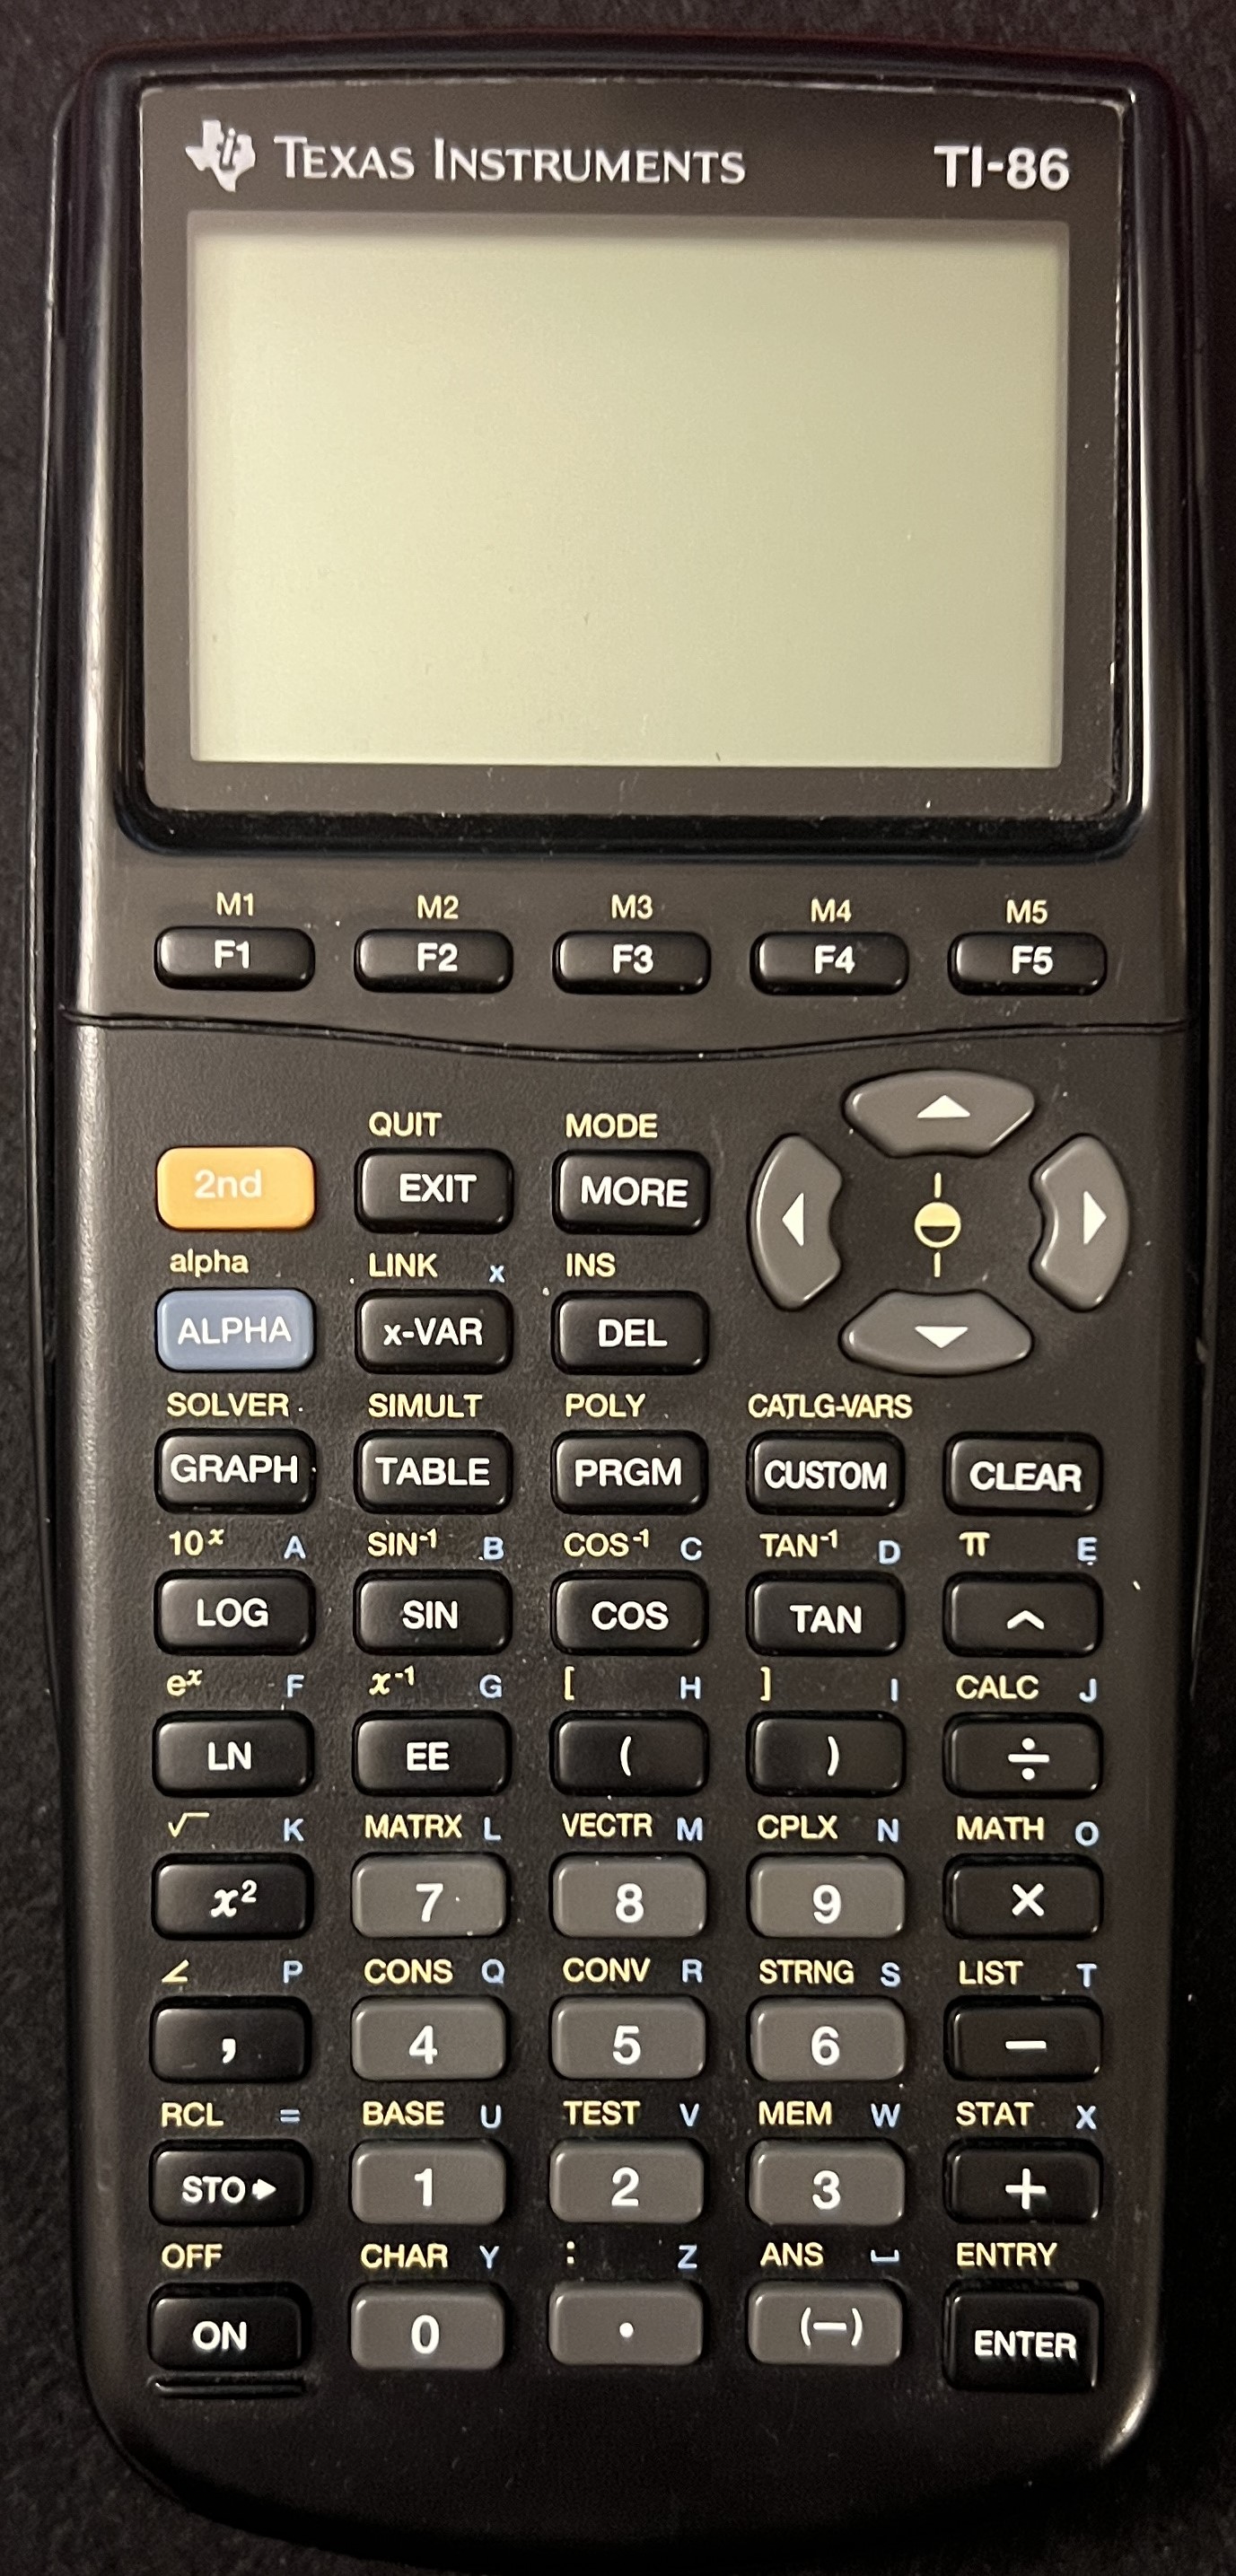 TEXAS INSTRUMENTS TI-86
M1 M2 M3 M4 M5
F1 F2 F3 F4 F5
QUIT MODE
2nd EXIT MORE
alpha LINK x INS
ALPHA x-VAR DEL
SOLVER SIMULT POLY CATLG-VARS
GRAPH TABLE PRGM CUSTOM CLEAR
10ˣ A SIN⁻¹ B COS⁻¹ C TAN⁻¹ D π E
LOG SIN COS TAN ^
eˣ F x⁻¹ G [ H ] I CALC J
LN EE ( ) ÷
√ K MATRX L VECTR M CPLX N MATH O
x² 7 8 9 ×
∠ P CONS Q CONV R STRNG S LIST T
, 4 5 6 −
RCL = BASE U TEST V MEM W STAT X
STO▸ 1 2 3 +
OFF CHAR Y : Z ANS ⎵ ENTRY
ON 0 . (−) ENTER